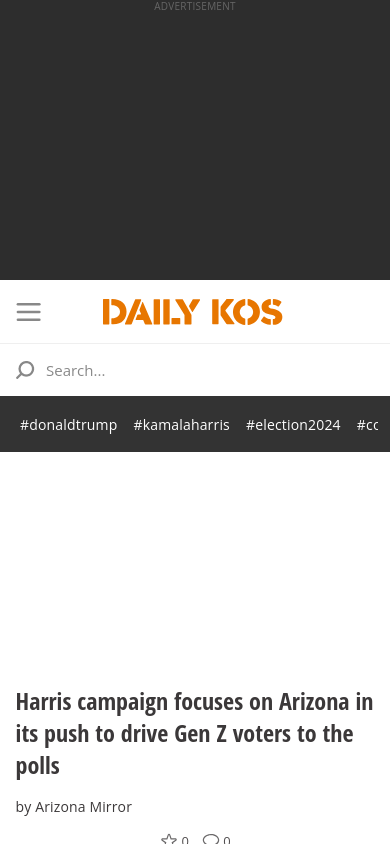 ADVERTISEMENT
DAILY KOS
Search...
#donaldtrump #kamalaharris #election2024
Harris campaign focuses on Arizona in
its push to drive Gen Z voters to the
polls
by Arizona Mirror
0 0